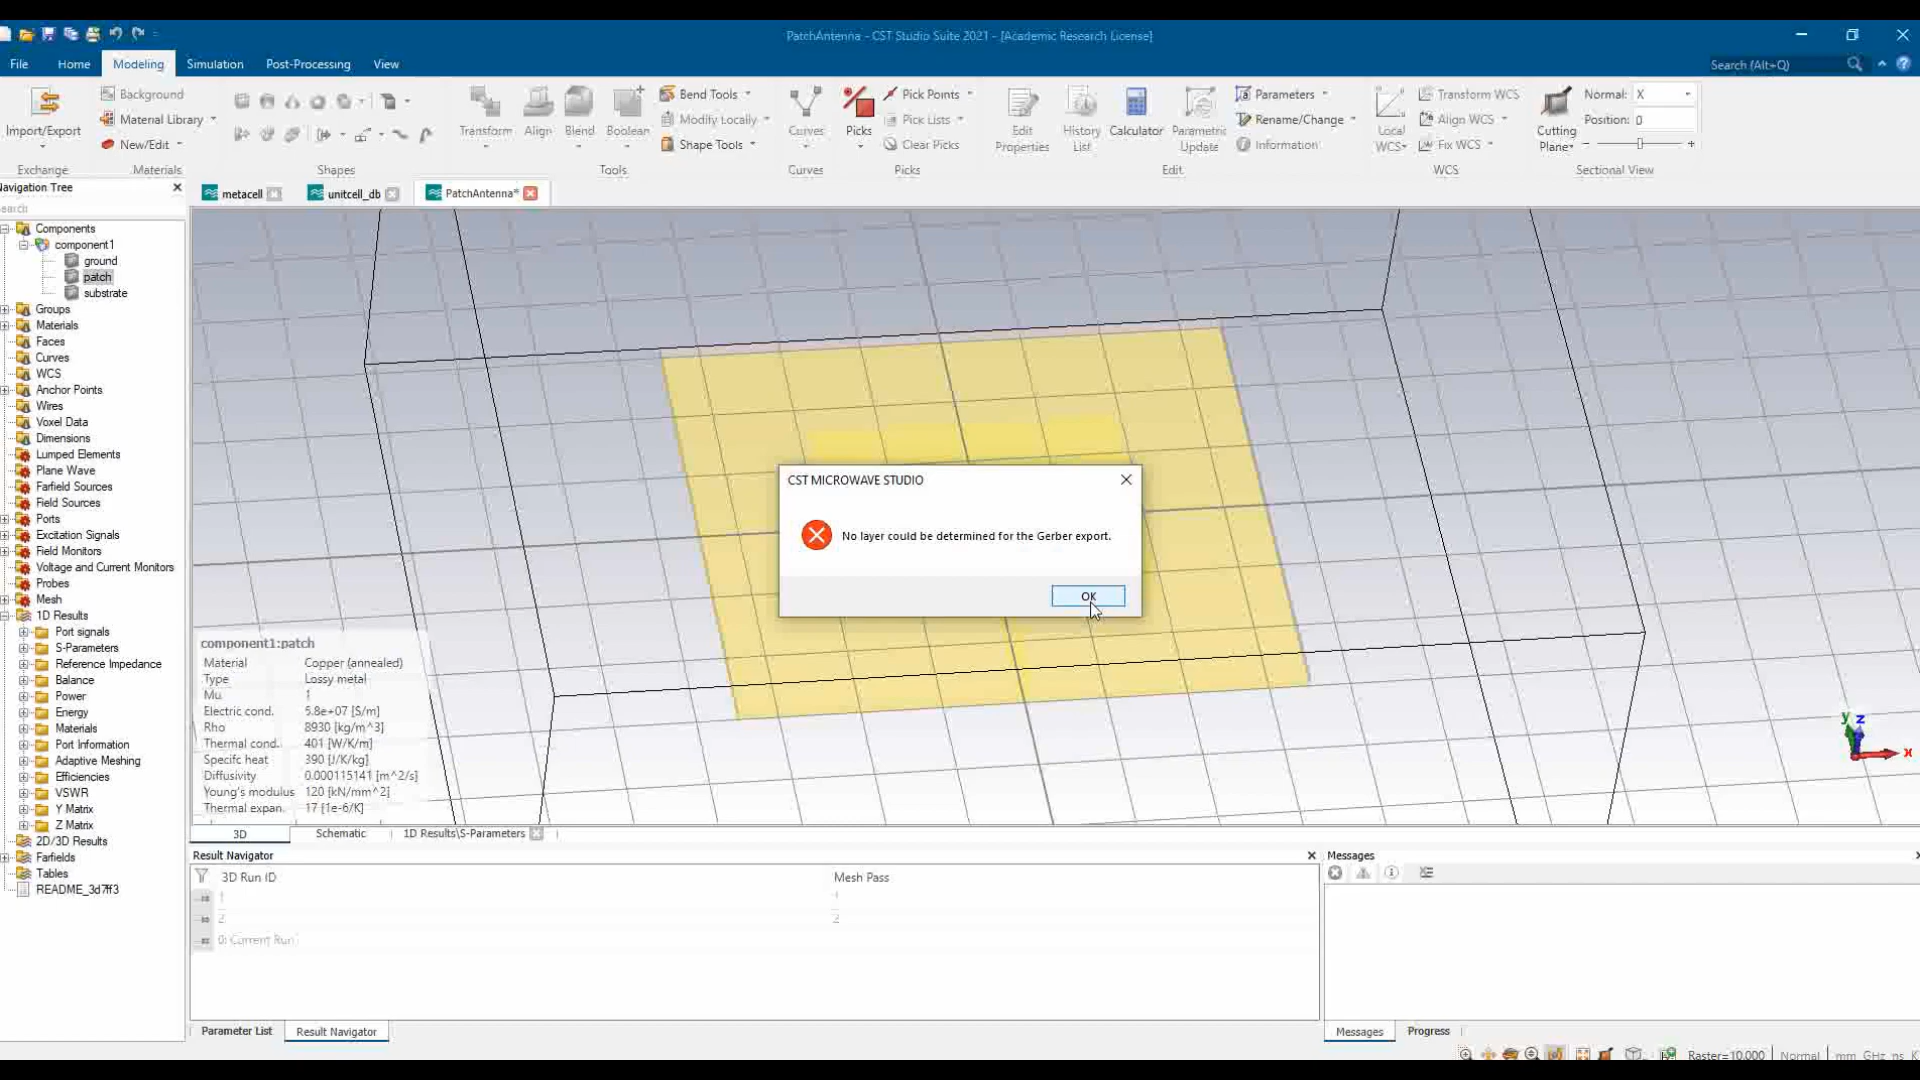 PatchAntenna - CST Studio Suite 2021 - [Academic Research License]
File Home Modeling Simulation Post-Processing View Search (Alt+Q)
Background Bend Tools Pick Points Parameters Transform WCS Normal: X
Import/Export Material Library Transform Align Blend Boolean Modify Locally Curves Picks Pick Lists Edit Properties History List Calculator Parametric Update Rename/Change Local WCS Align WCS Cutting Plane Position: 0
New/Edit Shape Tools Clear Picks Information Fix WCS
Exchange Materials Shapes Tools Curves Picks Edit WCS Sectional View
Navigation Tree
metacell unitcell_db PatchAntenna*
Components
component1
ground
patch
substrate
Groups
Materials
Faces
Curves
WCS
Anchor Points
Wires
Voxel Data
Dimensions
Lumped Elements
Plane Wave
Farfield Sources
Field Sources
Ports
Excitation Signals
Field Monitors
Voltage and Current Monitors
Probes
Mesh
1D Results
Port signals
S-Parameters
Reference Impedance
Balance
Power
Energy
Materials
Port Information
Adaptive Meshing
Efficiencies
VSWR
Y Matrix
Z Matrix
2D/3D Results
Farfields
Tables
README_3d7ff3
CST MICROWAVE STUDIO
No layer could be determined for the Gerber export.
OK
component1:patch
Material Copper (annealed)
Type Lossy metal
Mu 1
Electric cond. 5.8e+07 [S/m]
Rho 8930 [kg/m^3]
Thermal cond. 401 [W/K/m]
Specifc heat 390 [J/K/kg]
Diffusivity 0.000115141 [m^2/s]
Young's modulus 120 [kN/mm^2]
Thermal expan. 17 [1e-6/K]
y z
x
3D Schematic 1D Results\S-Parameters
Result Navigator
3D Run ID Mesh Pass
1 1
2 2
0: Current Run
Parameter List Result Navigator
Messages
Messages Progress
Raster=10.000 Normal mm GHz ns K